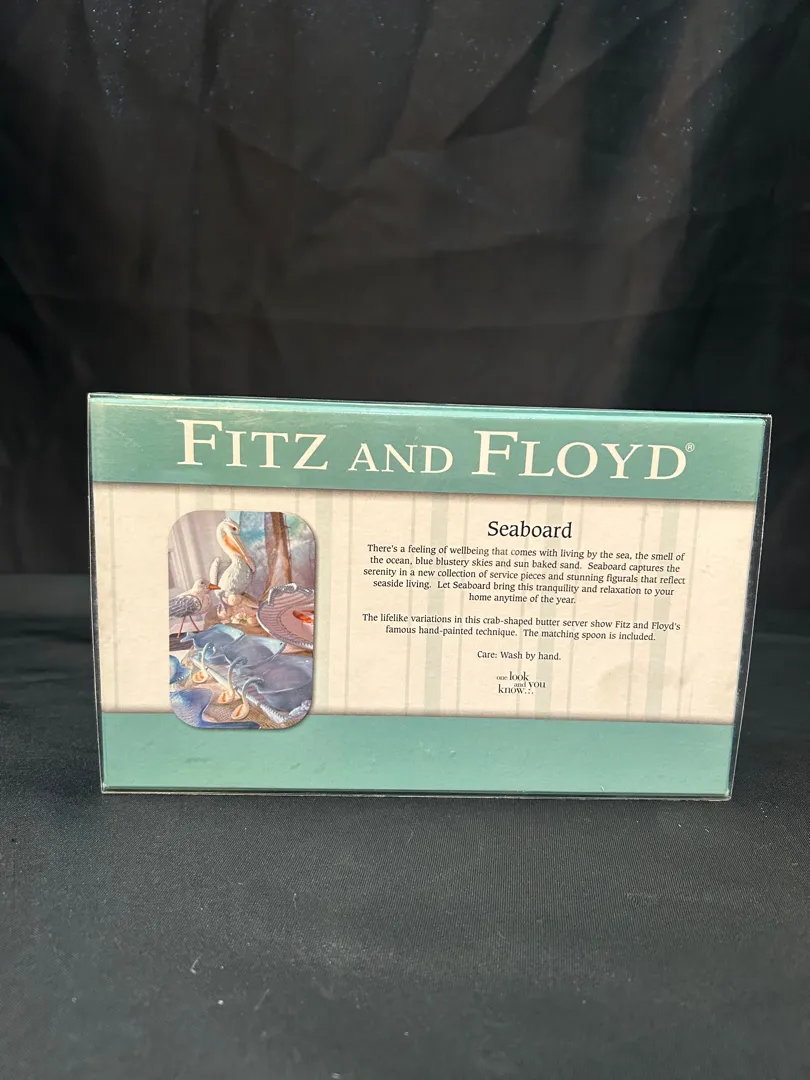 FITZ AND FLOYD®
Seaboard
There's a feeling of wellbeing that comes with living by the sea, the smell of
the ocean, blue blustery skies and sun baked sand. Seaboard captures the
serenity in a new collection of service pieces and stunning figurals that reflect
seaside living. Let Seaboard bring this tranquility and relaxation to your
home anytime of the year.
The lifelike variations in this crab-shaped butter server show Fitz and Floyd's
famous hand-painted technique. The matching spoon is included.
Care: Wash by hand.
one look
and you
know...